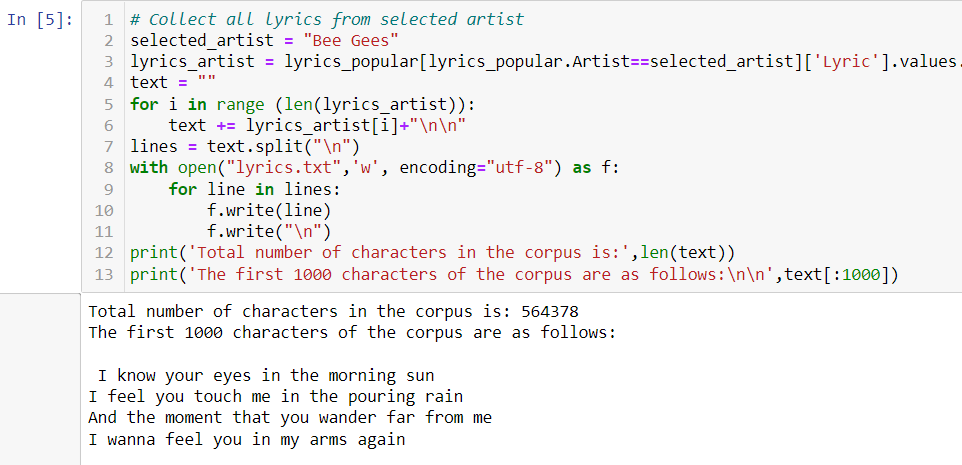 In [5]:
1 # Collect all lyrics from selected artist
2 selected_artist = "Bee Gees"
3 lyrics_artist = lyrics_popular[lyrics_popular.Artist==selected_artist]['Lyric'].values.
4 text = ""
5 for i in range (len(lyrics_artist)):
6     text += lyrics_artist[i]+"\n\n"
7 lines = text.split("\n")
8 with open("lyrics.txt",'w', encoding="utf-8") as f:
9     for line in lines:
10         f.write(line)
11         f.write("\n")
12 print('Total number of characters in the corpus is:',len(text))
13 print('The first 1000 characters of the corpus are as follows:\n\n',text[:1000])
Total number of characters in the corpus is: 564378
The first 1000 characters of the corpus are as follows:

 I know your eyes in the morning sun
I feel you touch me in the pouring rain
And the moment that you wander far from me
I wanna feel you in my arms again